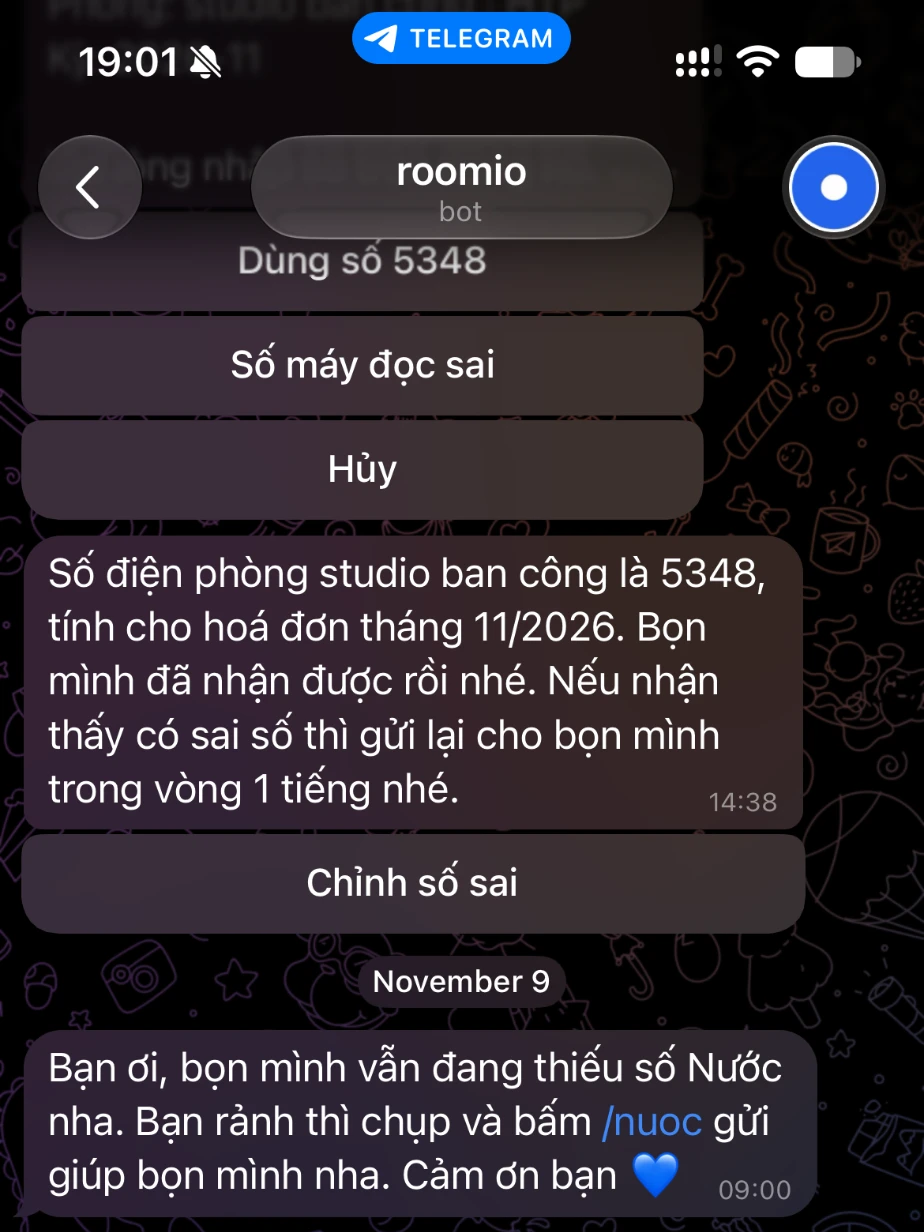 19:01
TELEGRAM
roomio
bot
Dùng số 5348
Số máy đọc sai
Hủy
Số điện phòng studio ban công là 5348,
tính cho hoá đơn tháng 11/2026. Bọn
mình đã nhận được rồi nhé. Nếu nhận
thấy có sai số thì gửi lại cho bọn mình
trong vòng 1 tiếng nhé.
14:38
Chỉnh số sai
November 9
Bạn ơi, bọn mình vẫn đang thiếu số Nước
nha. Bạn rảnh thì chụp và bấm /nuoc gửi
giúp bọn mình nha. Cảm ơn bạn 💙
09:00